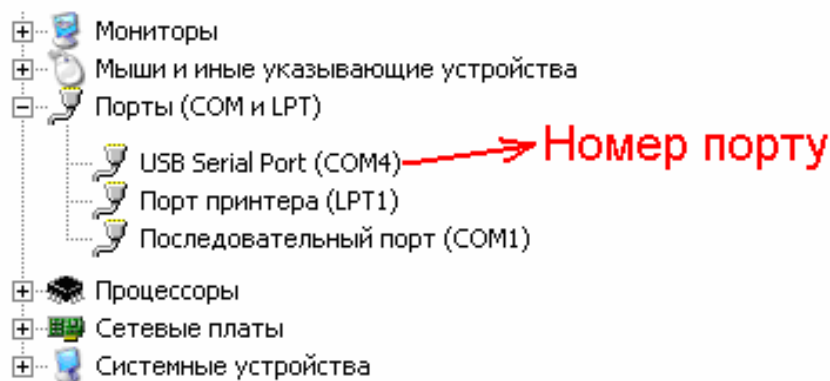 Мониторы
Мыши и иные указывающие устройства
Порты (COM и LPT)
USB Serial Port (COM4) Номер порту
Порт принтера (LPT1)
Последовательный порт (COM1)
Процессоры
Сетевые платы
Системные устройства